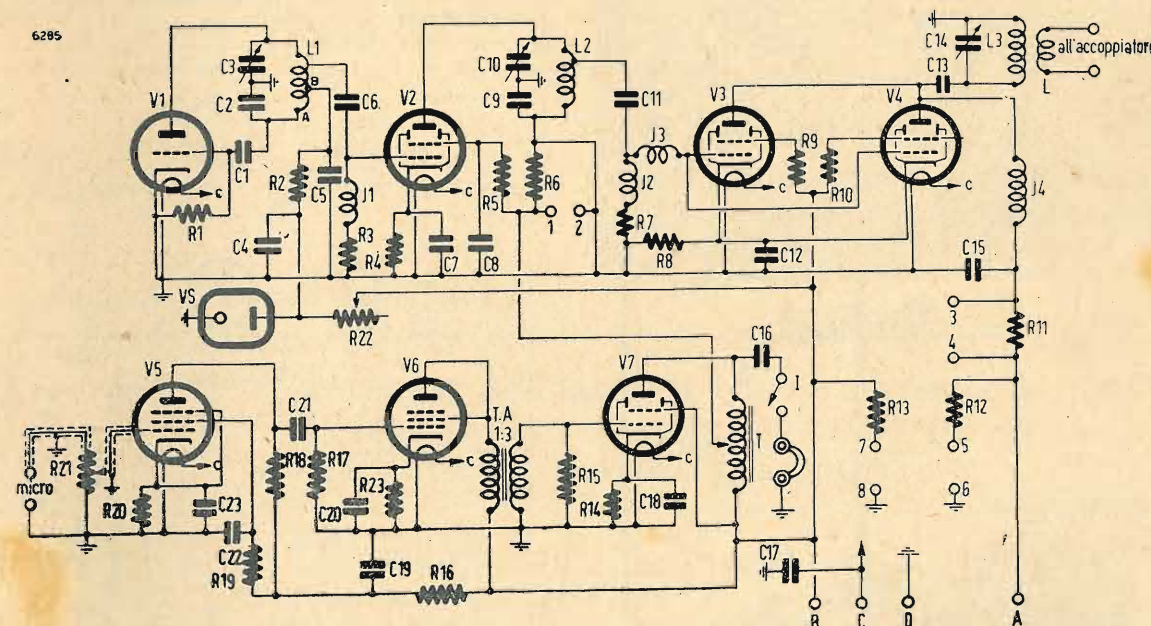 6285
V1
C3
C2
L1
B
A
C1
R1
c
C4
R2
C5
C6
J1
R3
V2
C10
C9
L2
R4
C7
C8
R5
R6
c
1
2
C11
J3
J2
R7
R8
V3
R9
R10
c
C12
V4
c
C14
L3
C13
L
all'accoppiatore
J4
C15
VS
R22
3
4
R11
V5
V6
V7
C16
I
C21
T.A
1:3
R21
micro
R20
C23
C22
R19
c
R18
R17
C20
R23
c
C19
R16
R15
R14
C18
c
T
R13
R12
7
5
8
6
C17
B
C
D
A